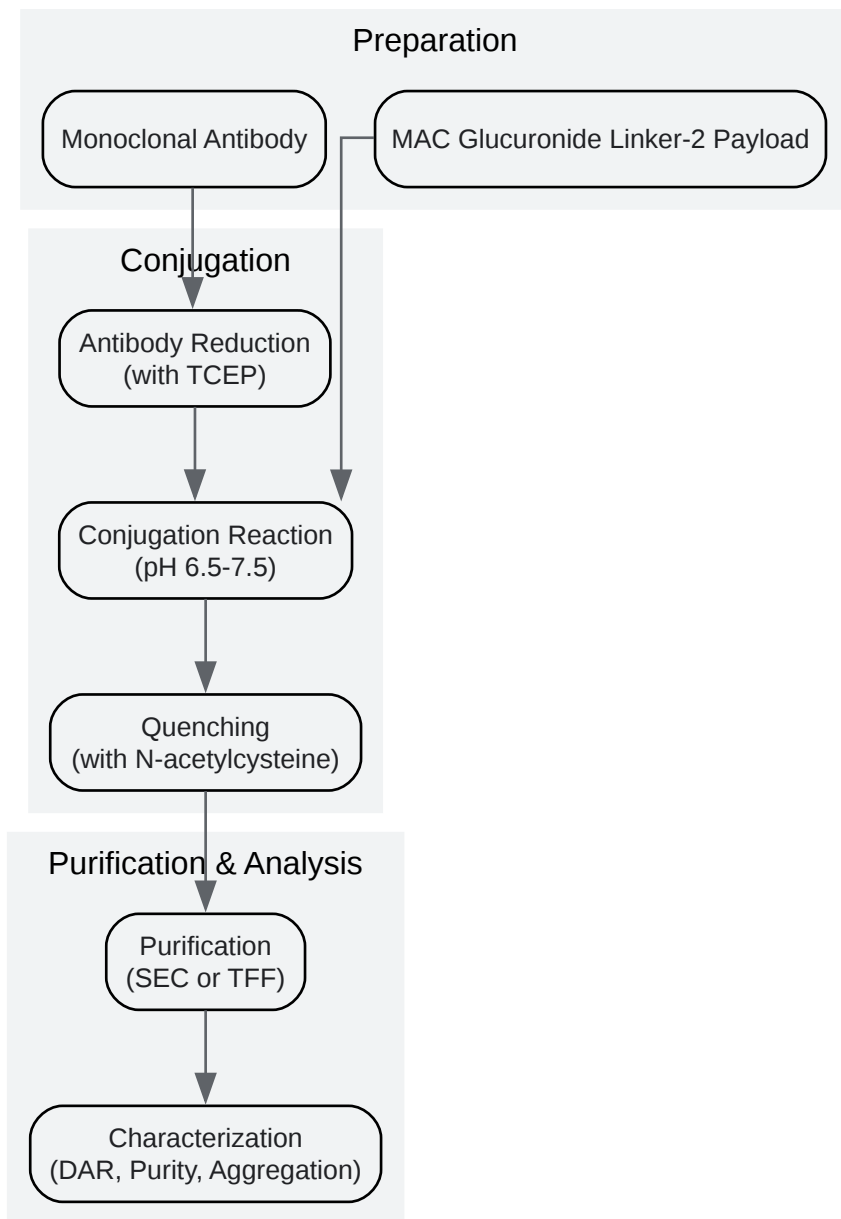 Preparation
Monoclonal Antibody
MAC Glucuronide Linker-2 Payload
Conjugation
Antibody Reduction
(with TCEP)
Conjugation Reaction
(pH 6.5-7.5)
Quenching
(with N-acetylcysteine)
Purification & Analysis
Purification
(SEC or TFF)
Characterization
(DAR, Purity, Aggregation)